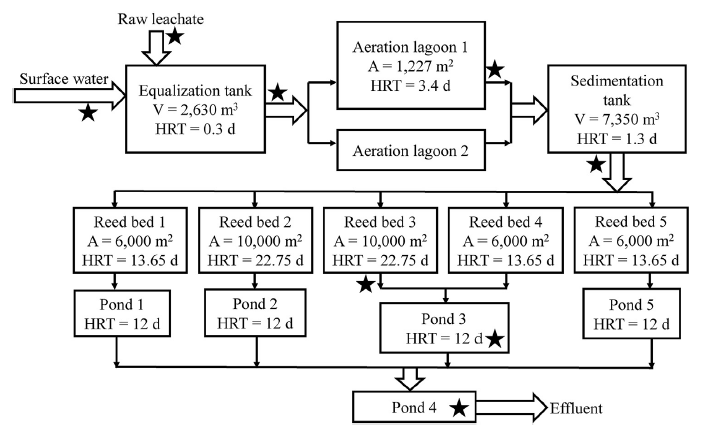 Raw leachate
Surface water
Equalization tank
V = 2,630 m³
HRT = 0.3 d
Aeration lagoon 1
A = 1,227 m²
HRT = 3.4 d
Aeration lagoon 2
Sedimentation
tank
V = 7,350 m³
HRT = 1.3 d
Reed bed 1
A = 6,000 m²
HRT = 13.65 d
Reed bed 2
A = 10,000 m²
HRT = 22.75 d
Reed bed 3
A = 10,000 m²
HRT = 22.75 d
Reed bed 4
A = 6,000 m²
HRT = 13.65 d
Reed bed 5
A = 6,000 m²
HRT = 13.65 d
Pond 1
HRT = 12 d
Pond 2
HRT = 12 d
Pond 3
HRT = 12 d
Pond 5
HRT = 12 d
Pond 4
Effluent